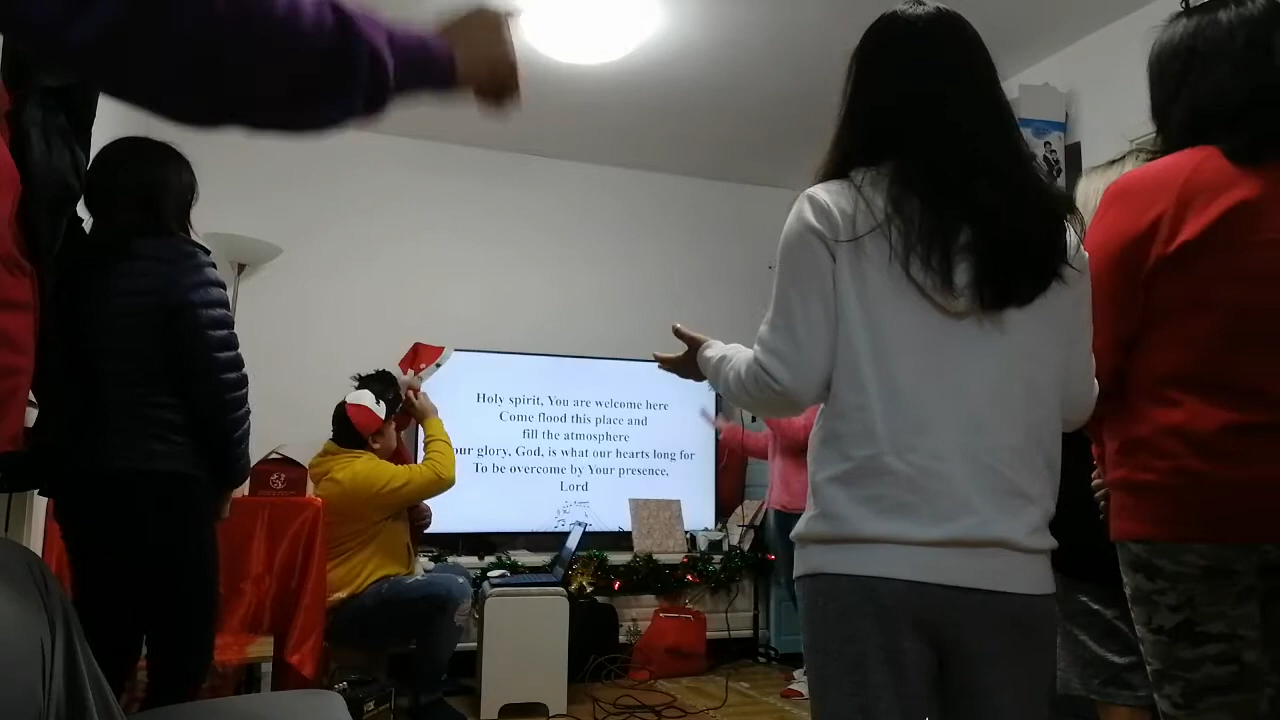 Holy spirit, You are welcome here
Come flood this place and
fill the atmosphere
our glory, God, is what our hearts long for
To be overcome by Your presence,
Lord
VOX